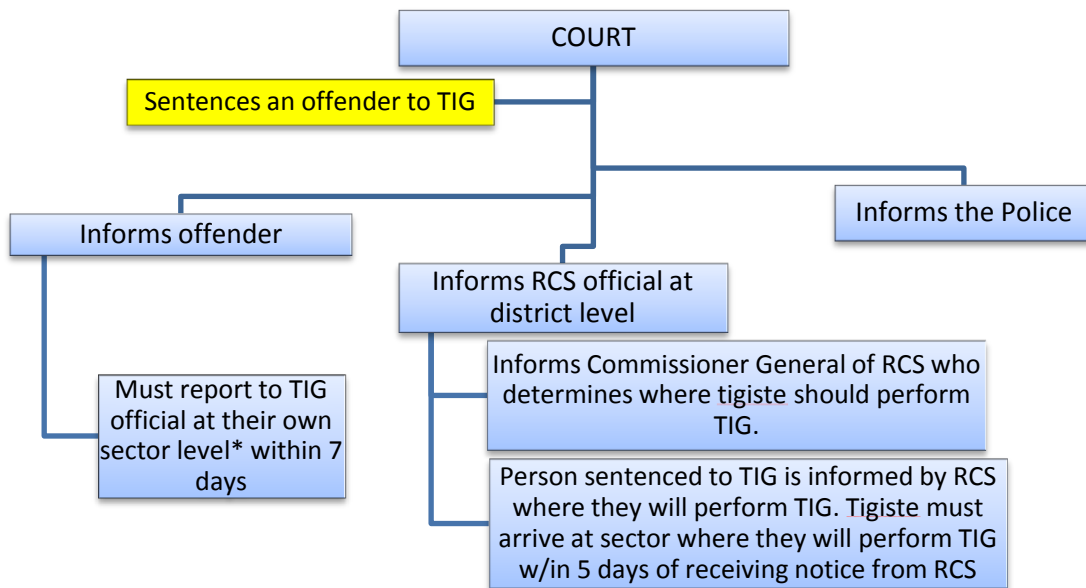 COURT
Sentences an offender to TIG
Informs the Police
Informs offender
Informs RCS official at
district level
Informs Commissioner General of RCS who
determines where tigiste should perform
TIG.
Must report to TIG
official at their own
sector level* within 7
days
Person sentenced to TIG is informed by RCS
where they will perform TIG. Tigiste must
arrive at sector where they will perform TIG
w/in 5 days of receiving notice from RCS